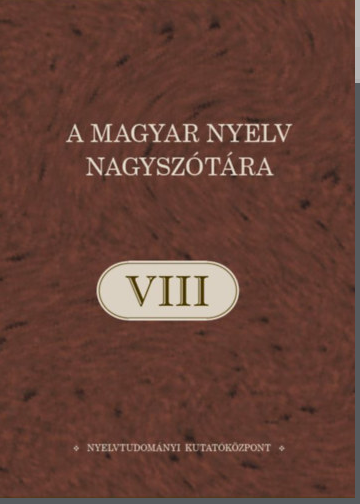 A MAGYAR NYELV
NAGYSZÓTÁRA
VIII
❖ NYELVTUDOMÁNYI KUTATÓKÖZPONT ❖